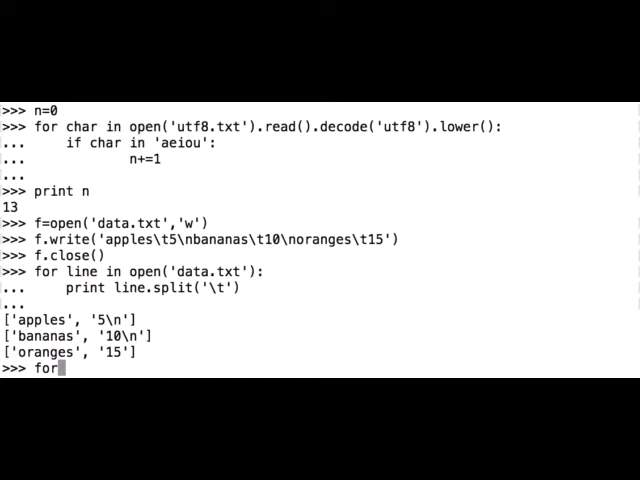 >>> n=0
>>> for char in open('utf8.txt').read().decode('utf8').lower():
...     if char in 'aeiou':
...             n+=1
...
>>> print n
13
>>> f=open('data.txt','w')
>>> f.write('apples\t5\nbananas\t10\noranges\t15')
>>> f.close()
>>> for line in open('data.txt'):
...     print line.split('\t')
...
['apples', '5\n']
['bananas', '10\n']
['oranges', '15']
>>> for